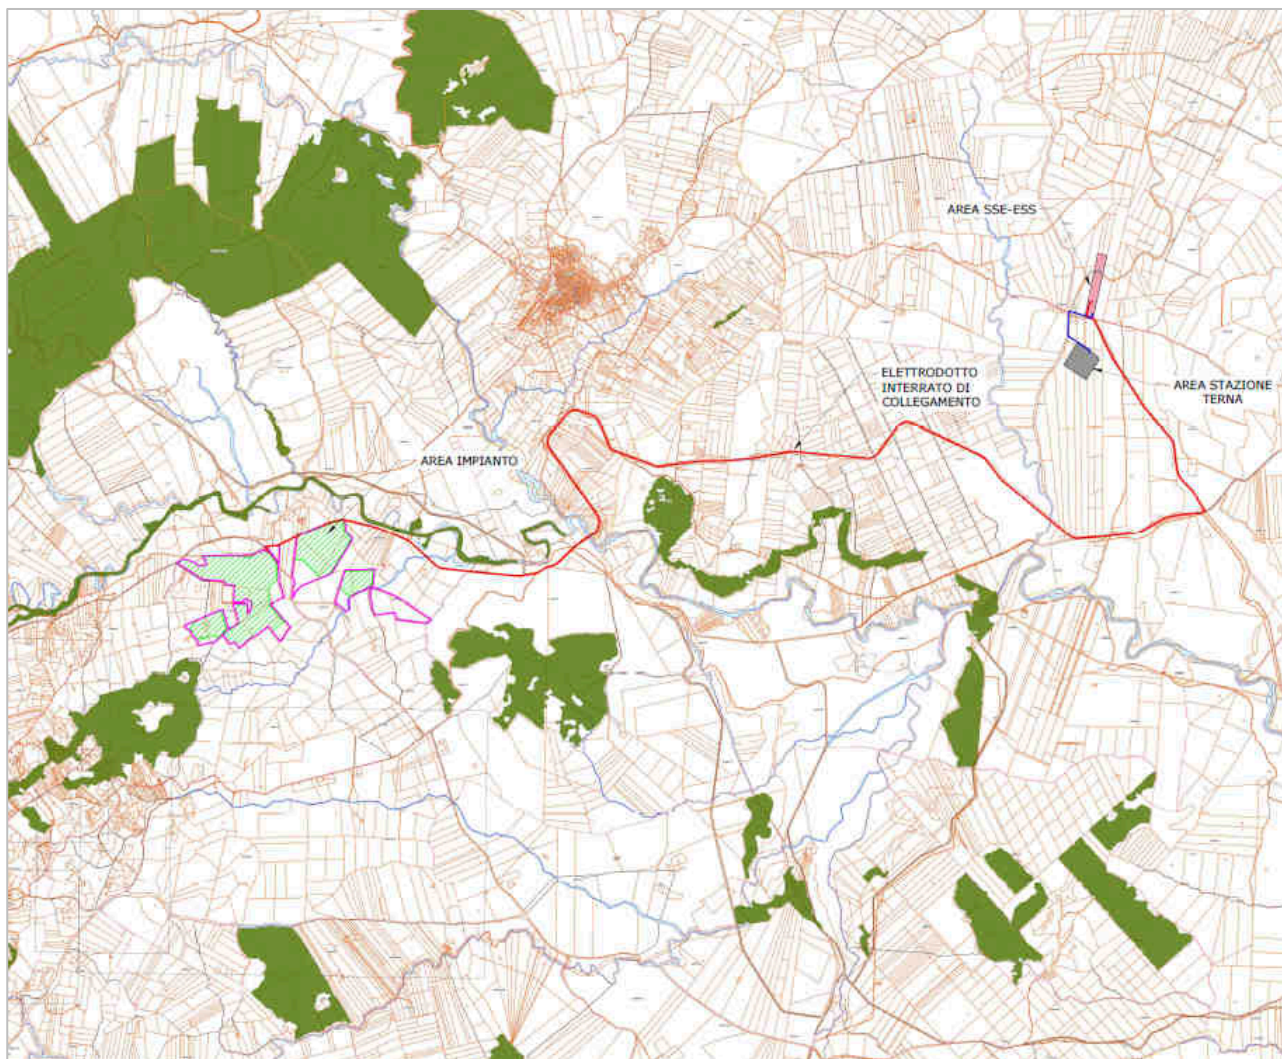 AREA SSE-ESS
ELETTRODOTTO
INTERRATO DI
COLLEGAMENTO
AREA STAZIONE
TERNA
AREA IMPIANTO